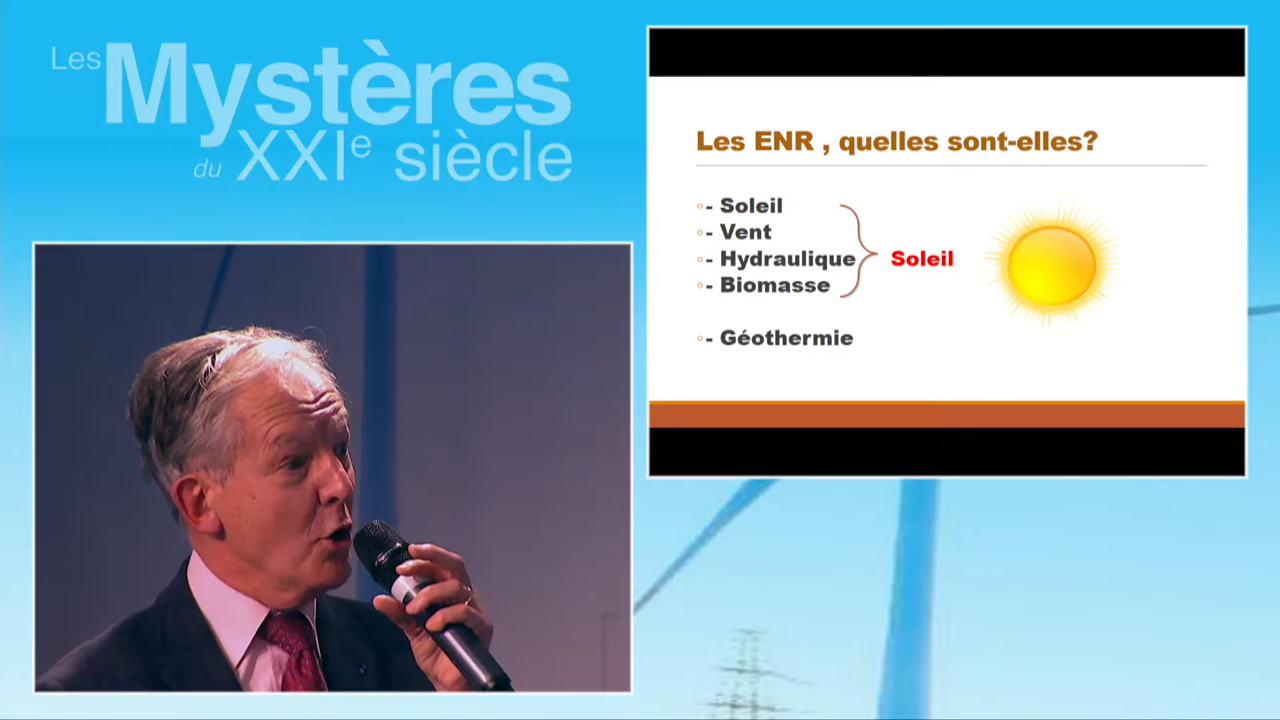 Les Mystères
du XXIe siècle
Les ENR , quelles sont-elles?
- Soleil
- Vent
- Hydraulique
- Biomasse
Soleil
- Géothermie